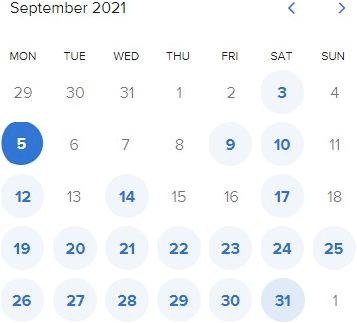 September 2021
MON TUE WED THU FRI SAT SUN
29 30 31 1 2 3 4
5 6 7 8 9 10 11
12 13 14 15 16 17 18
19 20 21 22 23 24 25
26 27 28 29 30 31 1